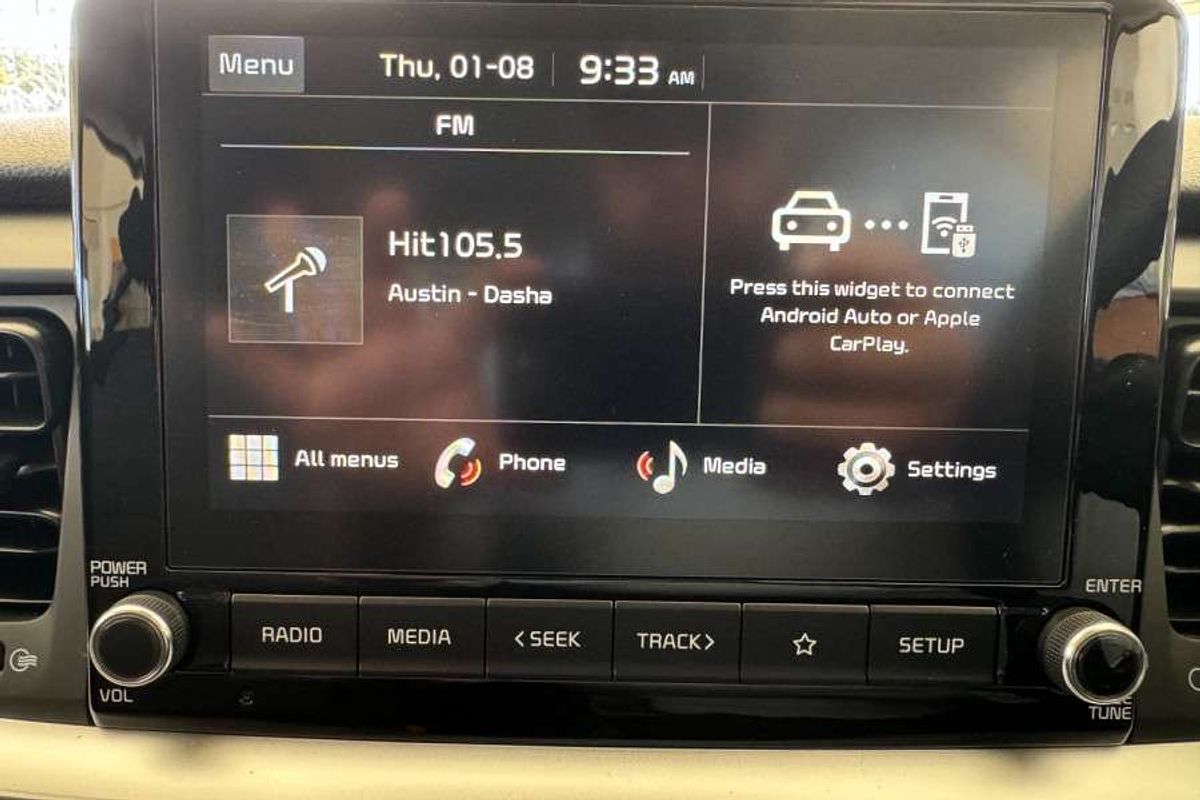 Menu
Thu, 01-08
9:33 AM
FM
Hit105.5
Austin - Dasha
Press this widget to connect
Android Auto or Apple
CarPlay.
All menus
Phone
Media
Settings
POWER
PUSH
ENTER
RADIO
MEDIA
<SEEK
TRACK>
SETUP
VOL
TUNE